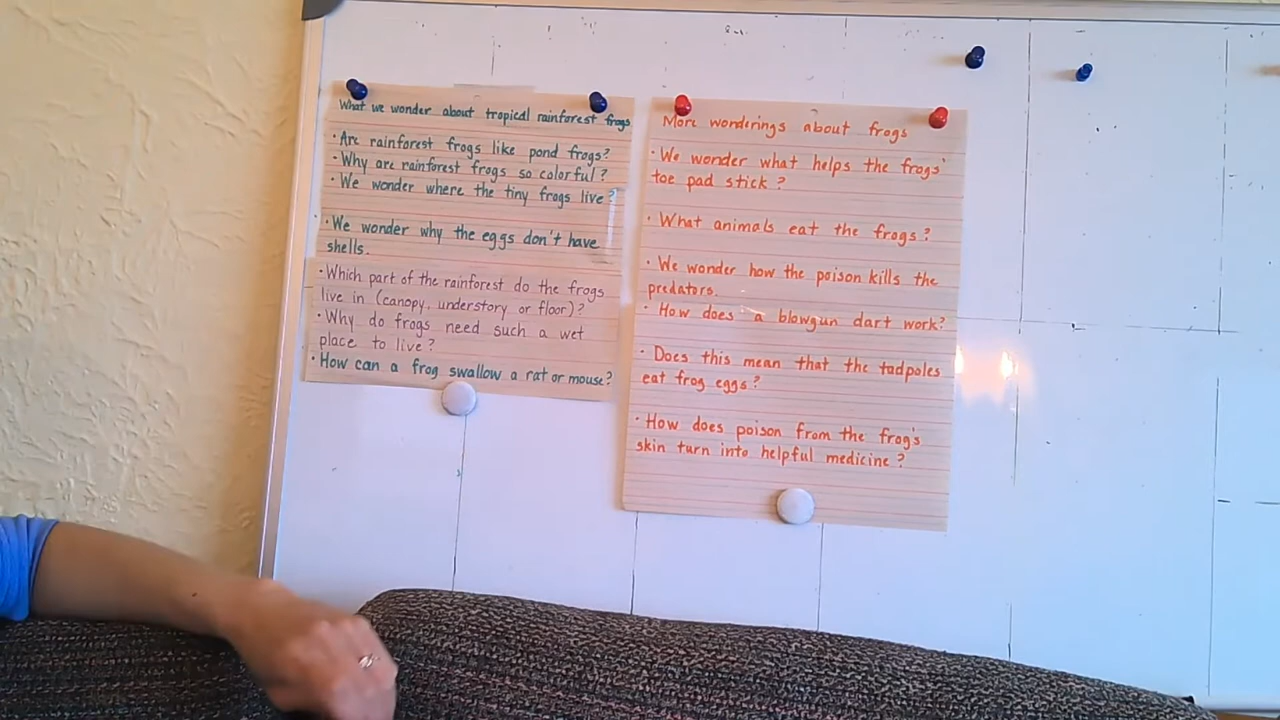 What we wonder about tropical rainforest frogs
· Are rainforest frogs like pond frogs?
· Why are rainforest frogs so colorful?
· We wonder where the tiny frogs live?
· We wonder why the eggs don't have
shells.
· Which part of the rainforest do the frogs
live in (canopy, understory or floor)?
· Why do frogs need such a wet
place to live?
· How can a frog swallow a rat or mouse?
More wonderings about frogs
· We wonder what helps the frogs'
toe pad stick?
· What animals eat the frogs?
· We wonder how the poison kills the
predators.
· How does a blowgun dart work?
· Does this mean that the tadpoles
eat frog eggs?
· How does poison from the frog's
skin turn into helpful medicine?